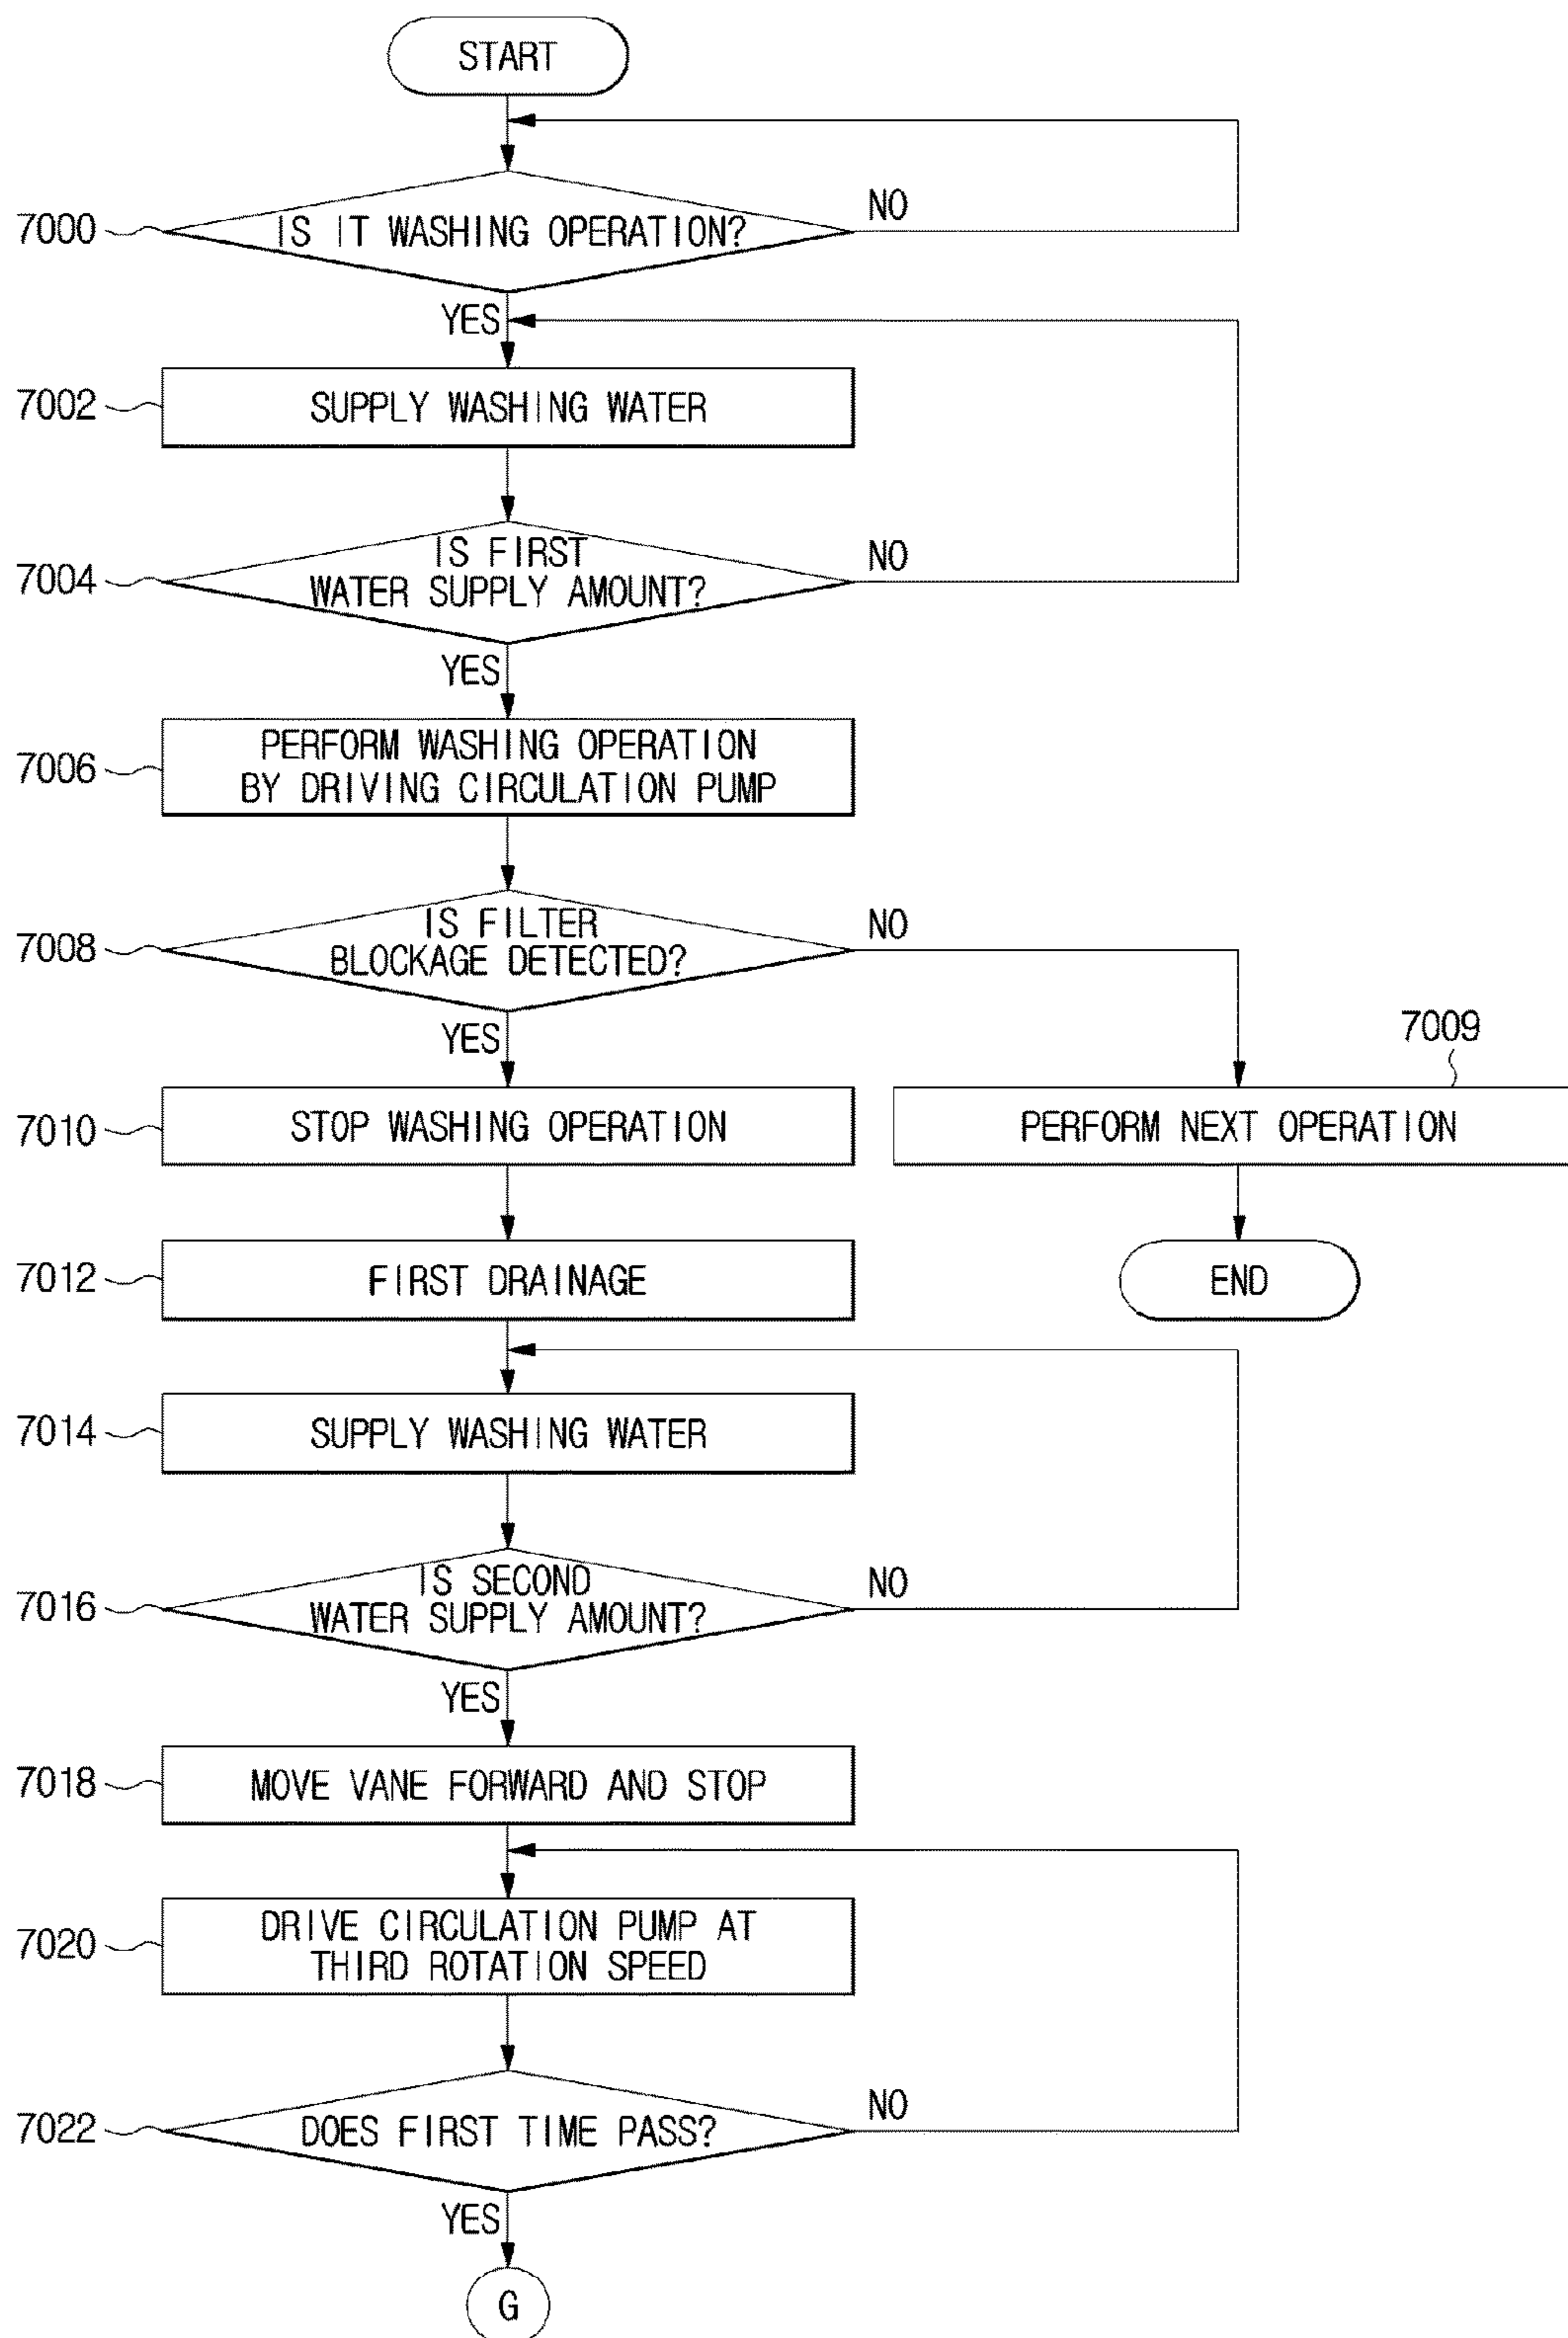 START
NO
7000
IS IT WASHING OPERATION?
YES
7002
SUPPLY WASHING WATER
IS FIRST
WATER SUPPLY AMOUNT?
NO
7004
YES
7006
PERFORM WASHING OPERATION
BY DRIVING CIRCULATION PUMP
IS FILTER
BLOCKAGE DETECTED?
NO
7008
YES
7009
7010
STOP WASHING OPERATION
PERFORM NEXT OPERATION
7012
FIRST DRAINAGE
END
7014
SUPPLY WASHING WATER
IS SECOND
WATER SUPPLY AMOUNT?
NO
7016
YES
7018
MOVE VANE FORWARD AND STOP
7020
DRIVE CIRCULATION PUMP AT
THIRD ROTATION SPEED
NO
7022
DOES FIRST TIME PASS?
YES
G